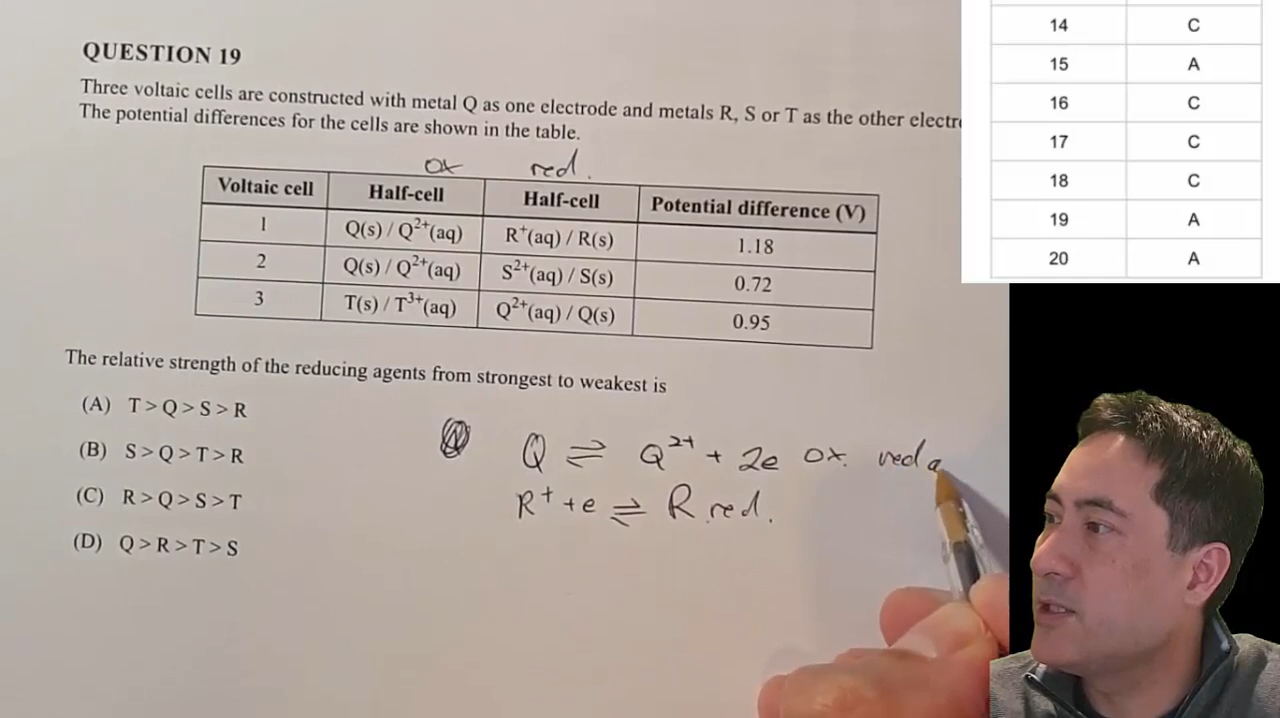 QUESTION 19
Three voltaic cells are constructed with metal Q as one electrode and metals R, S or T as the other electr
The potential differences for the cells are shown in the table.
ox red.
Voltaic cell Half-cell Half-cell Potential difference (V)
1 Q(s) / Q²⁺(aq) R⁺(aq) / R(s) 1.18
2 Q(s) / Q²⁺(aq) S²⁺(aq) / S(s) 0.72
3 T(s) / T³⁺(aq) Q²⁺(aq) / Q(s) 0.95
The relative strength of the reducing agents from strongest to weakest is
(A) T > Q > S > R
(B) S > Q > T > R
(C) R > Q > S > T
(D) Q > R > T > S
Q ⇌ Q²⁺ + 2e ox. red a
R⁺ + e ⇌ R red.
14 C
15 A
16 C
17 C
18 C
19 A
20 A